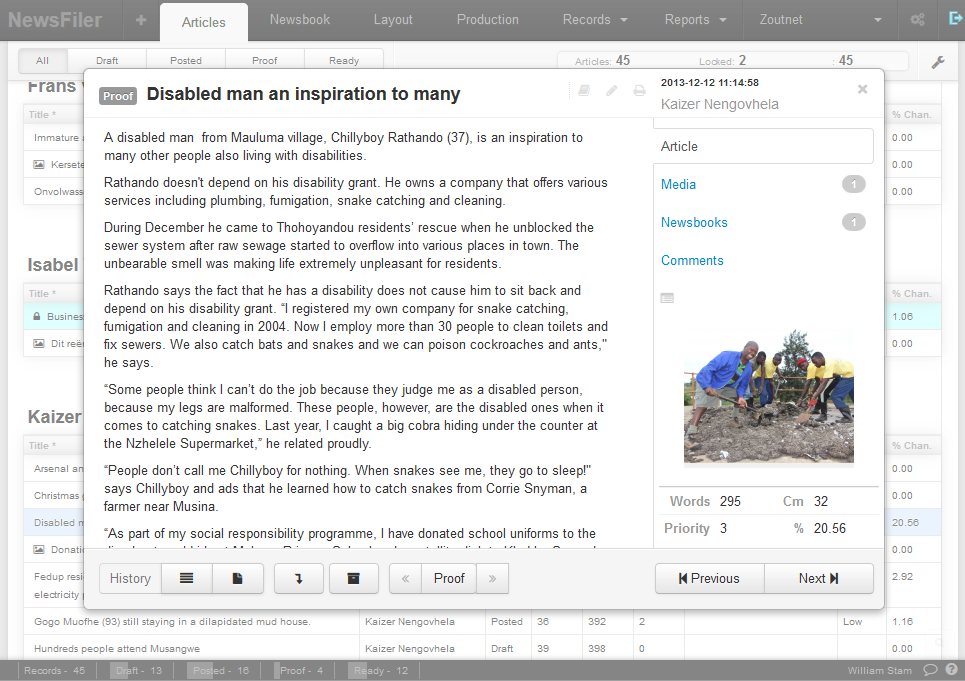 NewsFiler
+
Articles
Newsbook
Layout
Production
Records
Reports
Zoutnet
All
Draft
Posted
Proof
Ready
Articles: 45
Locked: 2
: 45
Frans
Title *
% Chan.
Immature
0.00
Kersete
0.00
Onvolwass
0.00
Isabel
Title *
% Chan.
Busines
1.06
Dit reë
0.00
Kaizer
Title *
% Chan.
Arsenal an
0.00
Christmas
0.00
Disabled m
20.56
Donati
0.00
Fedup resi
2.92
electricity
Gogo Muofhe (93) still staying in a dilapidated mud house.
Kaizer Nengovhela
Posted
36
392
2
Low
1.16
Hundreds people attend Musangwe
Kaizer Nengovhela
Draft
39
398
0
0.00
Proof
Disabled man an inspiration to many
A disabled man from Mauluma village, Chillyboy Rathando (37), is an inspiration to
many other people also living with disabilities.
Rathando doesn't depend on his disability grant. He owns a company that offers various
services including plumbing, fumigation, snake catching and cleaning.
During December he came to Thohoyandou residents’ rescue when he unblocked the
sewer system after raw sewage started to overflow into various places in town. The
unbearable smell was making life extremely unpleasant for residents.
Rathando says the fact that he has a disability does not cause him to sit back and
depend on his disability grant. “I registered my own company for snake catching,
fumigation and cleaning in 2004. Now I employ more than 30 people to clean toilets and
fix sewers. We also catch bats and snakes and we can poison cockroaches and ants,"
he says.
“Some people think I can’t do the job because they judge me as a disabled person,
because my legs are malformed. These people, however, are the disabled ones when it
comes to catching snakes. Last year, I caught a big cobra hiding under the counter at
the Nzhelele Supermarket,” he related proudly.
“People don’t call me Chillyboy for nothing. When snakes see me, they go to sleep!"
says Chillyboy and ads that he learned how to catch snakes from Corrie Snyman, a
farmer near Musina.
“As part of my social responsibility programme, I have donated school uniforms to the
2013-12-12 11:14:58
Kaizer Nengovhela
Article
Media 1
Newsbooks 1
Comments
Words 295
Cm 32
Priority 3
% 20.56
History
«
Proof
»
Previous
Next
Records - 45
Draft - 13
Posted - 16
Proof - 4
Ready - 12
William Stam